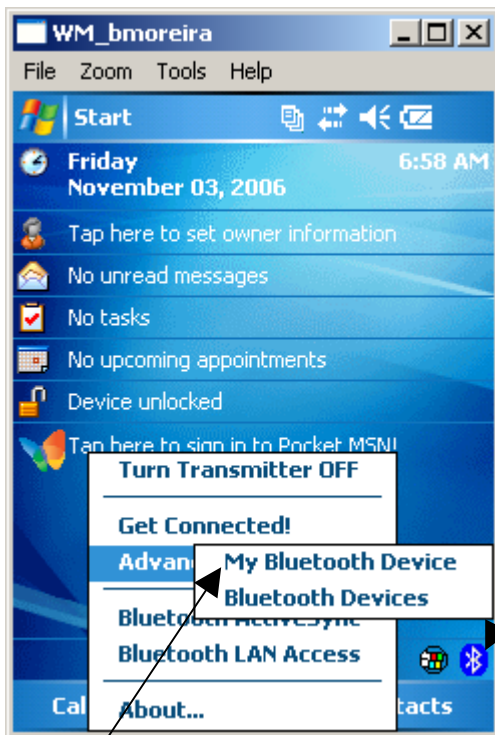 WM_bmoreira
File Zoom Tools Help
Start
Friday 6:58 AM
November 03, 2006
Tap here to set owner information
No unread messages
No tasks
No upcoming appointments
Device unlocked
Tap here to sign in to Pocket MSN!
Turn Transmitter OFF
Get Connected!
My Bluetooth Device
Bluetooth Devices
Bluetooth ActiveSync
Bluetooth LAN Access
About...